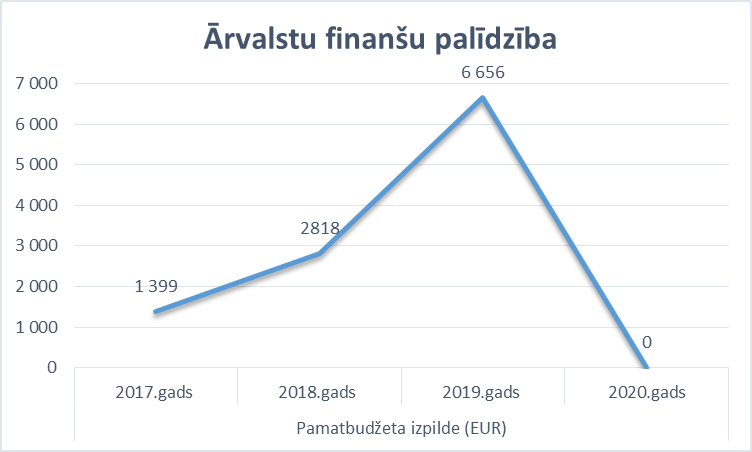 Ārvalstu finanšu palīdzība
7 000
6 000
5 000
4 000
3 000
2 000
1 000
0
1 399
2818
6 656
0
2017.gads
2018.gads
2019.gads
2020.gads
Pamatbudžeta izpilde (EUR)